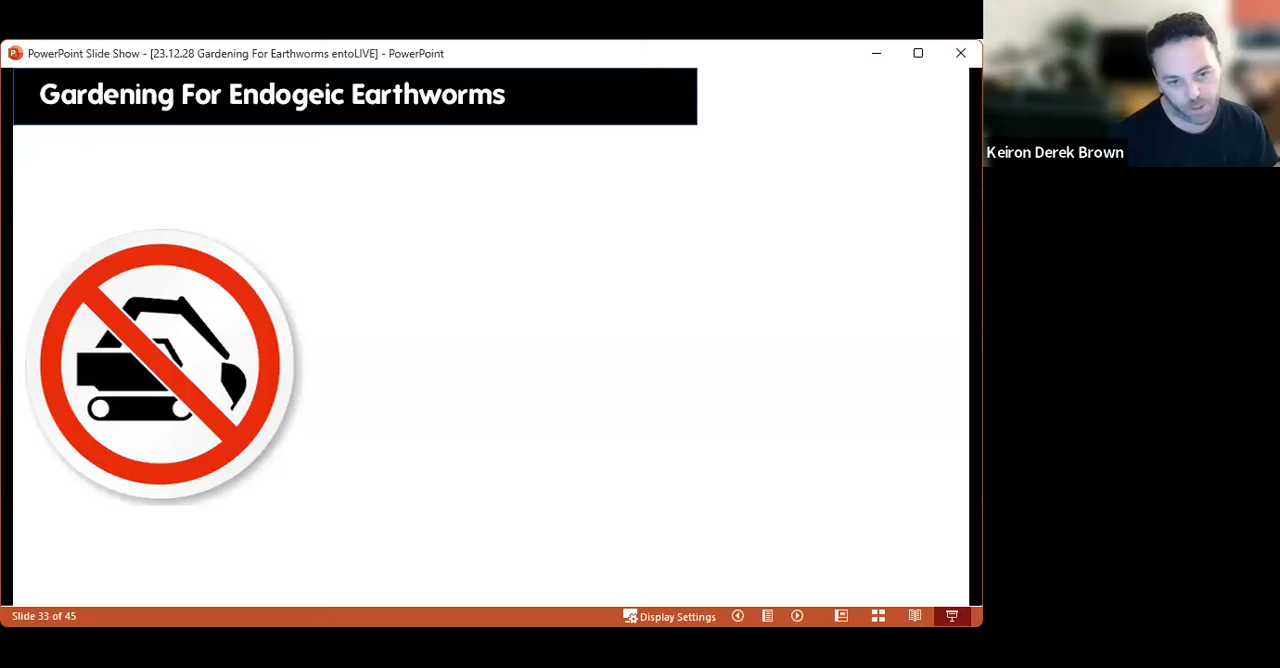 PowerPoint Slide Show - [23.12.28 Gardening For Earthworms entoLIVE] - PowerPoint
Gardening For Endogeic Earthworms
Keiron Derek Brown
Slide 33 of 45
Display Settings